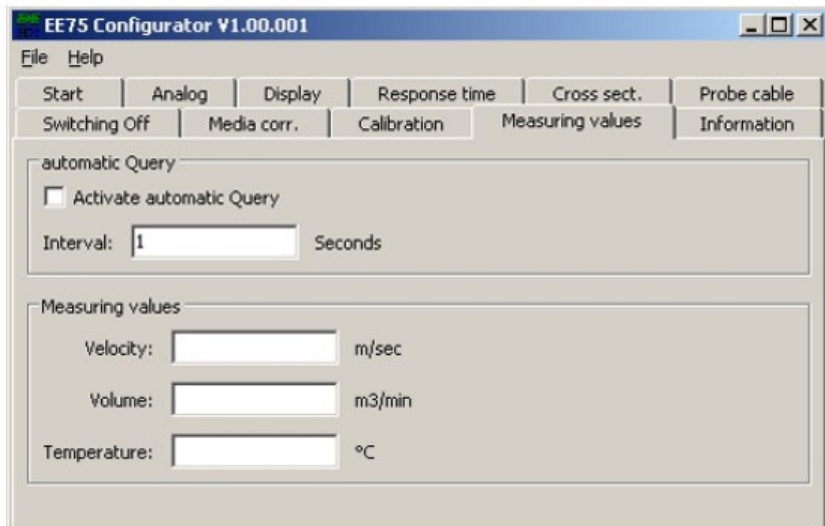 EE75 Configurator V1.00.001
File Help
Start Analog Display Response time Cross sect. Probe cable
Switching Off Media corr. Calibration Measuring values Information
automatic Query
Activate automatic Query
Interval: 1 Seconds
Measuring values
Velocity: m/sec
Volume: m3/min
Temperature: °C